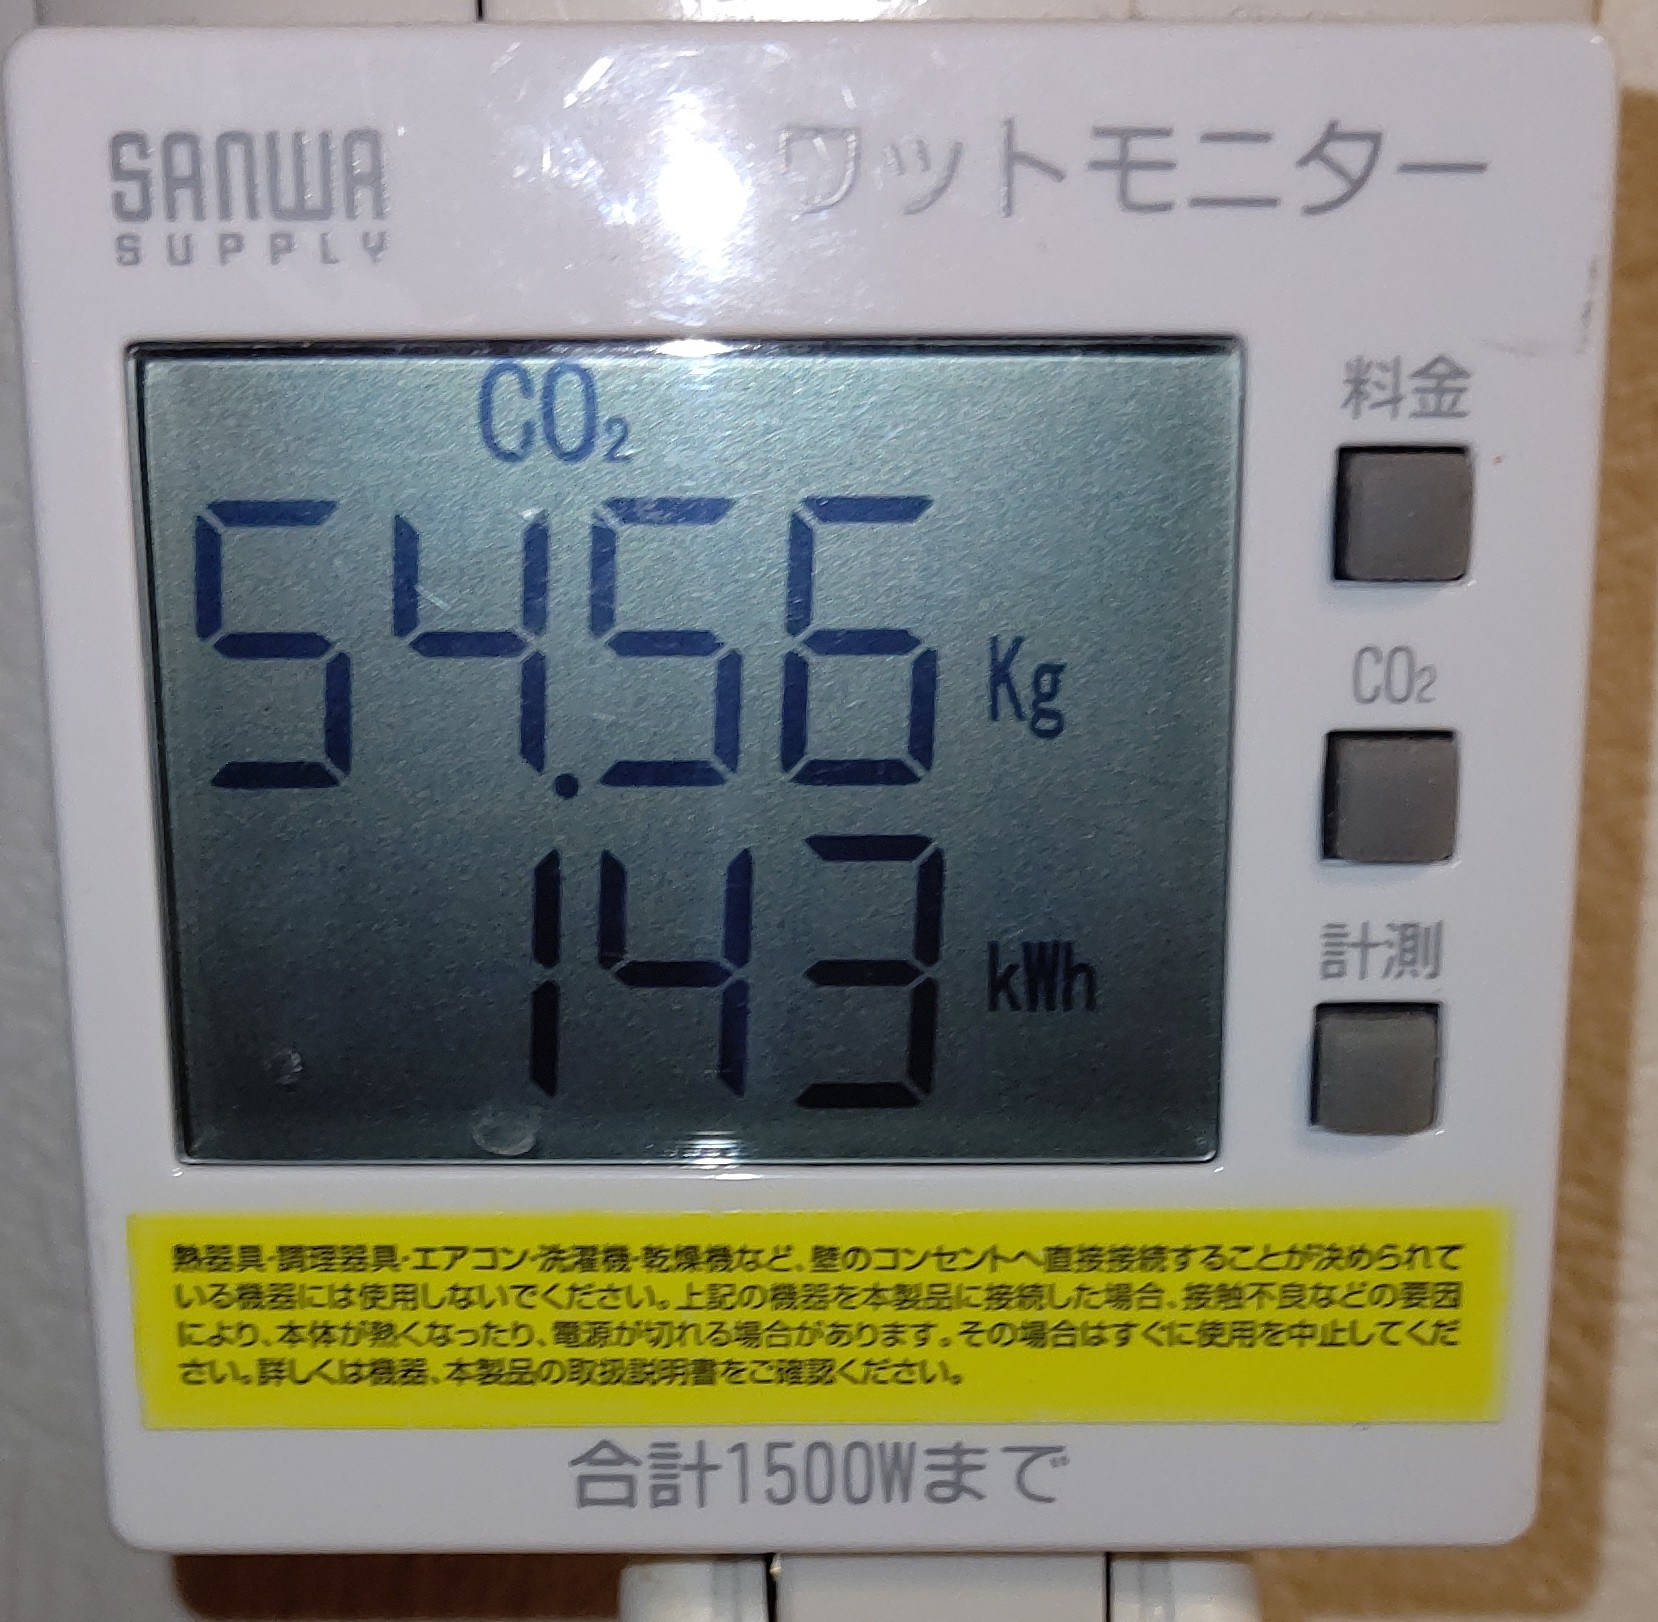 SANWA
SUPPLY
ワットモニター
料金
CO₂
54.56 Kg
CO₂
143 kWh
計測
熱器具・調理器具・エアコン・洗濯機・乾燥機など、壁のコンセントへ直接接続することが決められて
いる機器には使用しないでください。上記の機器を本製品に接続した場合、接触不良などの要因
により、本体が熱くなったり、電源が切れる場合があります。その場合はすぐに使用を中止してくだ
さい。詳しくは機器、本製品の取扱説明書をご確認ください。
合計1500Wまで